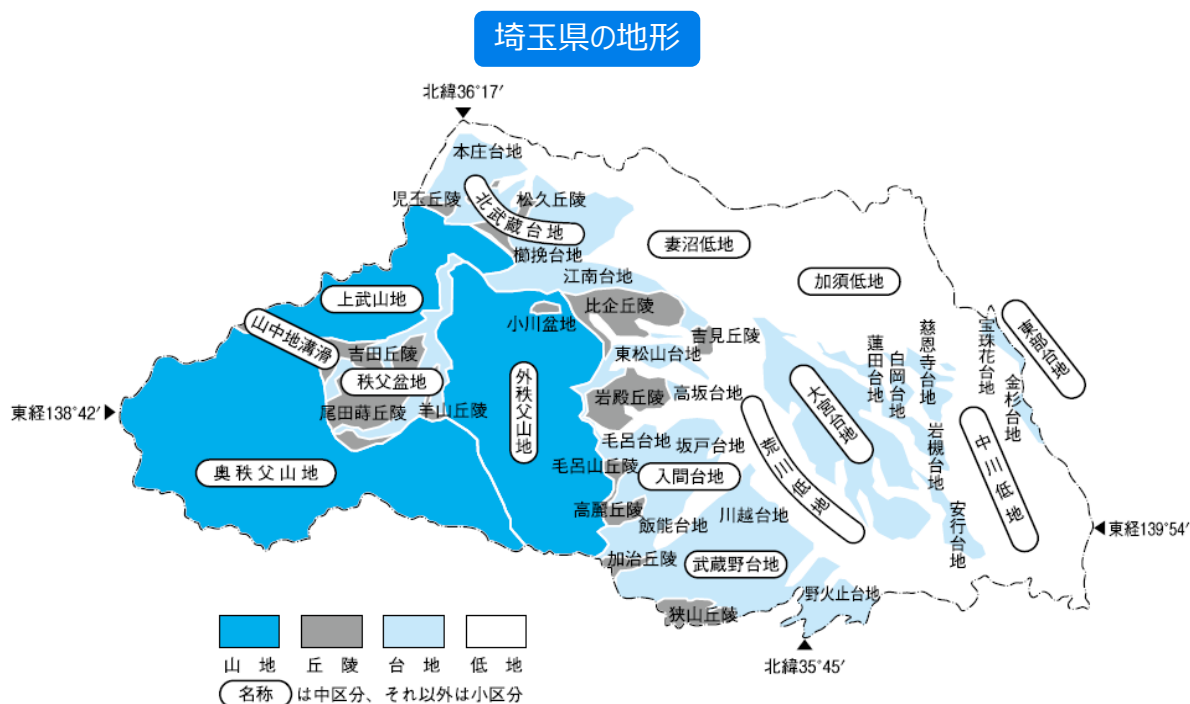 埼玉県の地形
北緯36°17′
本庄台地
児玉丘陵
松久丘陵
北武蔵台地
櫛挽台地
妻沼低地
江南台地
加須低地
上武山地
比企丘陵
小川盆地
山中地溝滑
吉見丘陵
吉田丘陵
東松山台地
秩父盆地
外秩父山地
岩殿丘陵
高坂台地
尾田蒔丘陵
羊山丘陵
大宮台地
蓮田台地
白岡台地
慈恩寺台地
宝珠花台地
金杉台地
東部台地
東経138°42′
毛呂台地
坂戸台地
荒川低地
岩槻台地
中川低地
毛呂山丘陵
入間台地
奥秩父山地
高麗丘陵
飯能台地
川越台地
安行台地
東経139°54′
加治丘陵
武蔵野台地
野火止台地
狭山丘陵
北緯35°45′
山地 丘陵 台地 低地
名称 は中区分、それ以外は小区分